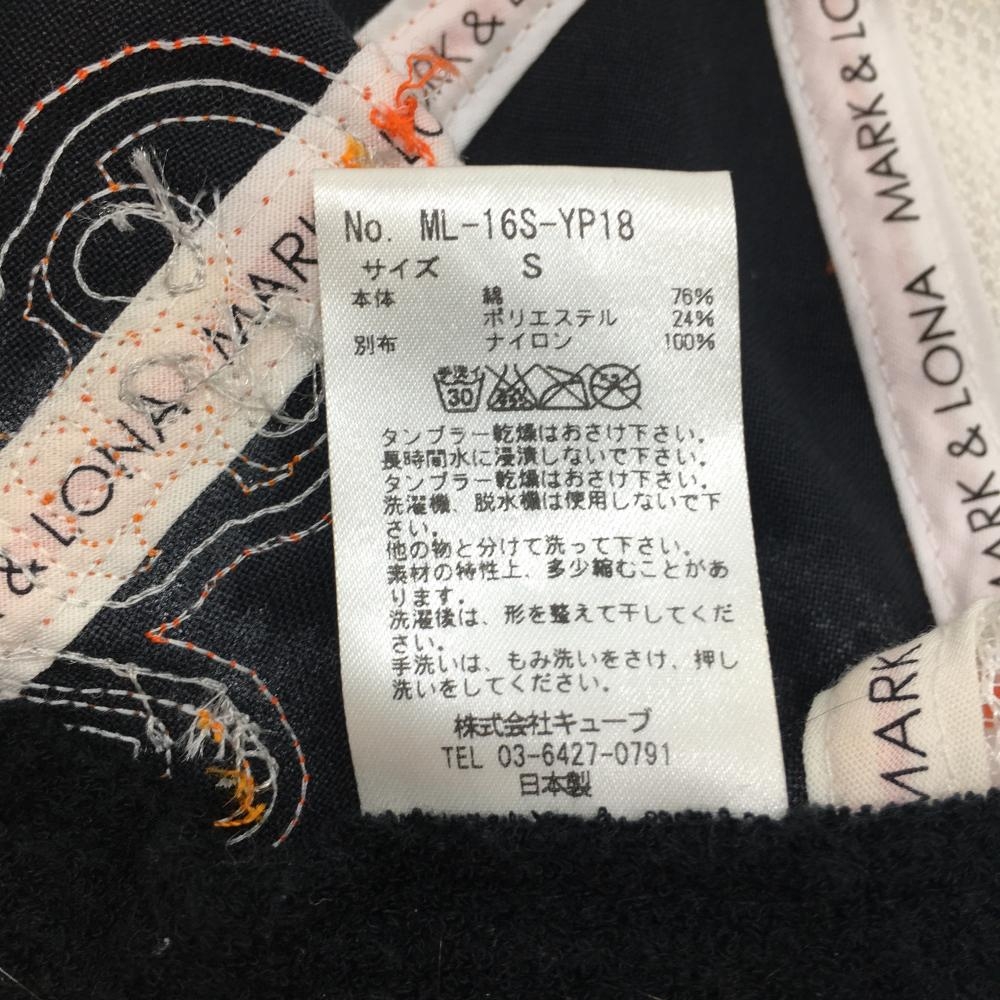 MARK & LO
MARK & LONA
MARK & LONA
MARK
& LONA MARK
LONA
K & L
No. ML-16S-YP18
サイズ S
本体 綿 76%
ポリエステル 24%
別布 ナイロン 100%
手洗イ
30
タンブラー乾燥はおさけ下さい。
長時間水に浸漬しないで下さい。
タンブラー乾燥はおさけ下さい。
洗濯機、脱水機は使用しないで下
さい。
他の物と分けて洗って下さい。
素材の特性上、多少縮むことがあ
ります。
洗濯後は、形を整えて干してくだ
さい。
手洗いは、もみ洗いをさけ、押し
洗いをしてください。
株式会社キューブ
TEL 03-6427-0791
日本製